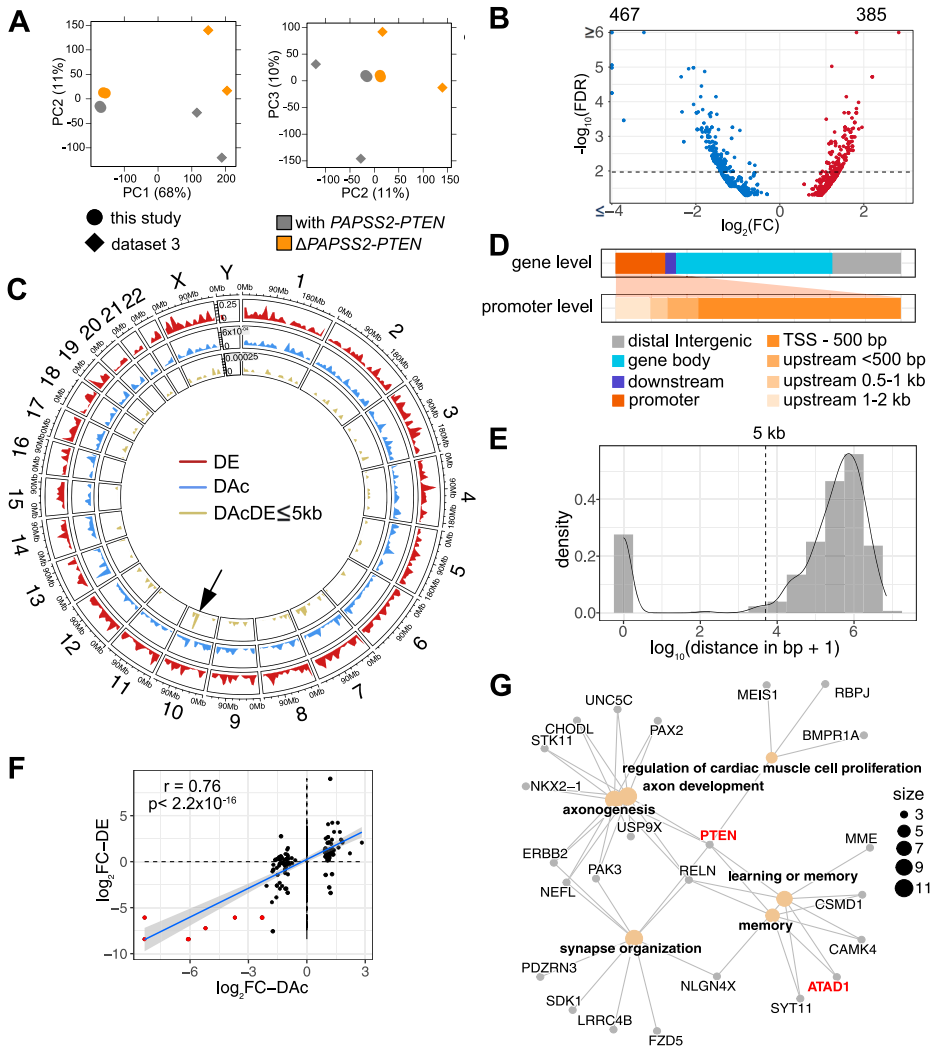 A
PC2 (11%)
150
100
50
0
-50
-100
-100
0
100
200
PC1 (68%)
PC3 (10%)
100
50
0
-50
-100
-150
-100
-50
0
50
100
150
PC2 (11%)
this study
dataset 3
with PAPSS2-PTEN
ΔPAPSS2-PTEN
B
467
385
≥6
5
4
3
2
≤
-log10(FDR)
−4
−2
0
2
log2(FC)
C
X
Y
1
2
3
4
5
6
7
8
9
10
11
12
13
14
15
16
17
18
19
20
21
22
0Mb
90Mb
180Mb
0.25
0
0.00025
0
DE
DAc
DAcDE≦5kb
D
gene level
promoter level
distal Intergenic
gene body
downstream
promoter
TSS - 500 bp
upstream <500 bp
upstream 0.5-1 kb
upstream 1-2 kb
E
5 kb
density
0.4
0.2
0.0
0
2
4
6
log10(distance in bp + 1)
F
r = 0.76
p< 2.2x10-16
log2FC−DE
5
0
−5
−10
−6
−3
0
3
log2FC−DAc
G
UNC5C
MEIS1
RBPJ
CHODL
PAX2
STK11
BMPR1A
regulation of cardiac muscle cell proliferation
NKX2−1
axon development
axonogenesis
USP9X
PTEN
MME
ERBB2
PAK3
RELN
learning or memory
NEFL
CSMD1
memory
synapse organization
CAMK4
PDZRN3
NLGN4X
ATAD1
SDK1
SYT11
LRRC4B
FZD5
size
3
5
7
9
11